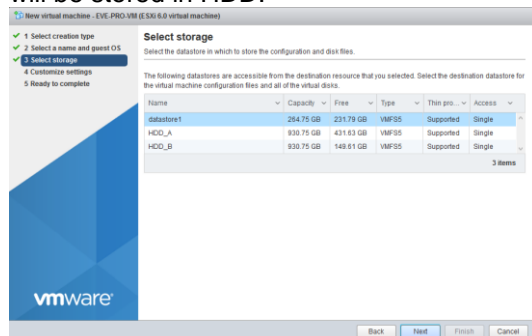 will be stored in HDD.
New virtual machine - EVE-PRO-VM (ESXi 6.0 virtual machine)
1 Select creation type
2 Select a name and guest OS
3 Select storage
4 Customize settings
5 Ready to complete
Select storage
Select the datastore in which to store the configuration and disk files.
The following datastores are accessible from the destination resource that you selected. Select the destination datastore for
the virtual machine configuration files and all of the virtual disks.
Name Capacity Free Type Thin pro... Access
datastore1 264.75 GB 231.79 GB VMFS5 Supported Single
HDD_A 930.75 GB 431.63 GB VMFS5 Supported Single
HDD_B 930.75 GB 149.61 GB VMFS5 Supported Single
3 items
vmware
Back Next Finish Cancel